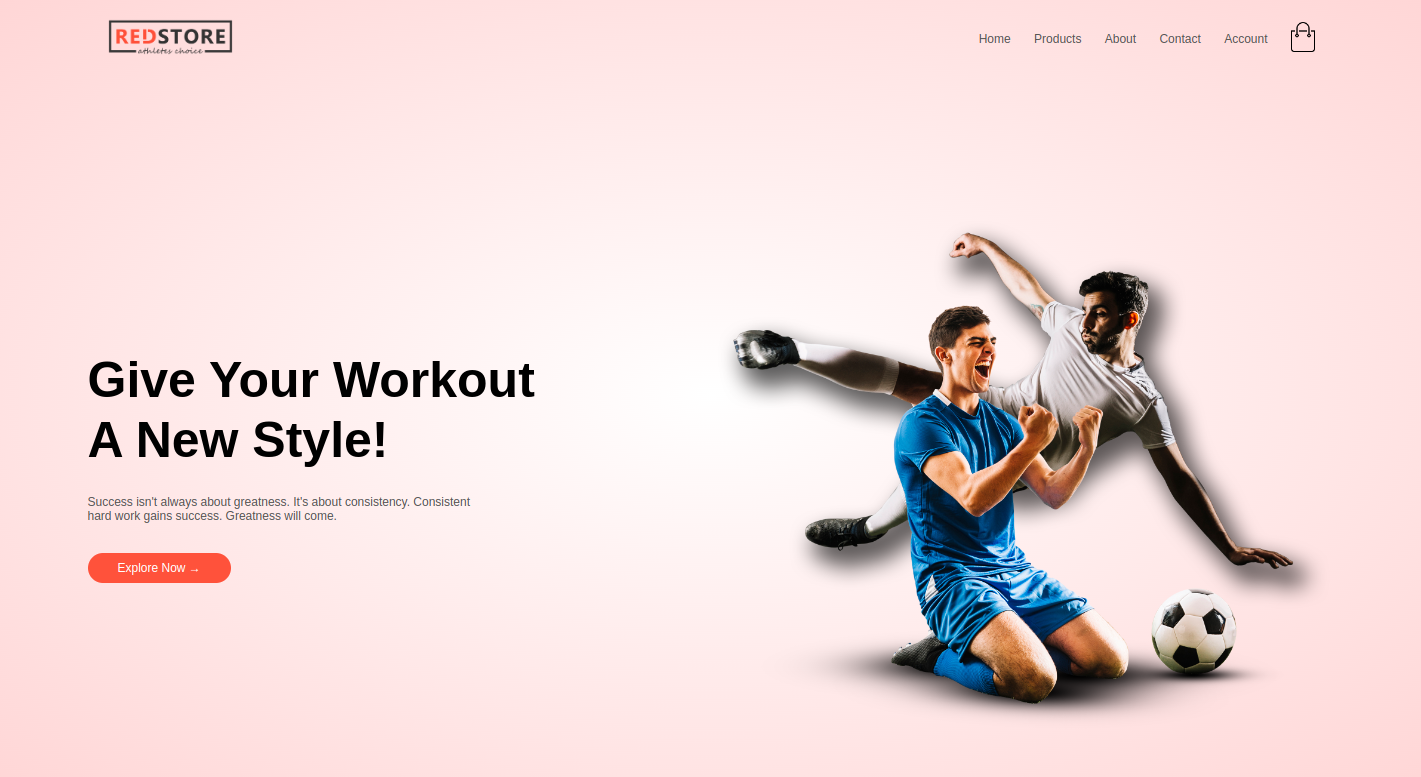 REDSTORE
athletes choice
Home Products About Contact Account
Give Your Workout
A New Style!
Success isn't always about greatness. It's about consistency. Consistent
hard work gains success. Greatness will come.
Explore Now →